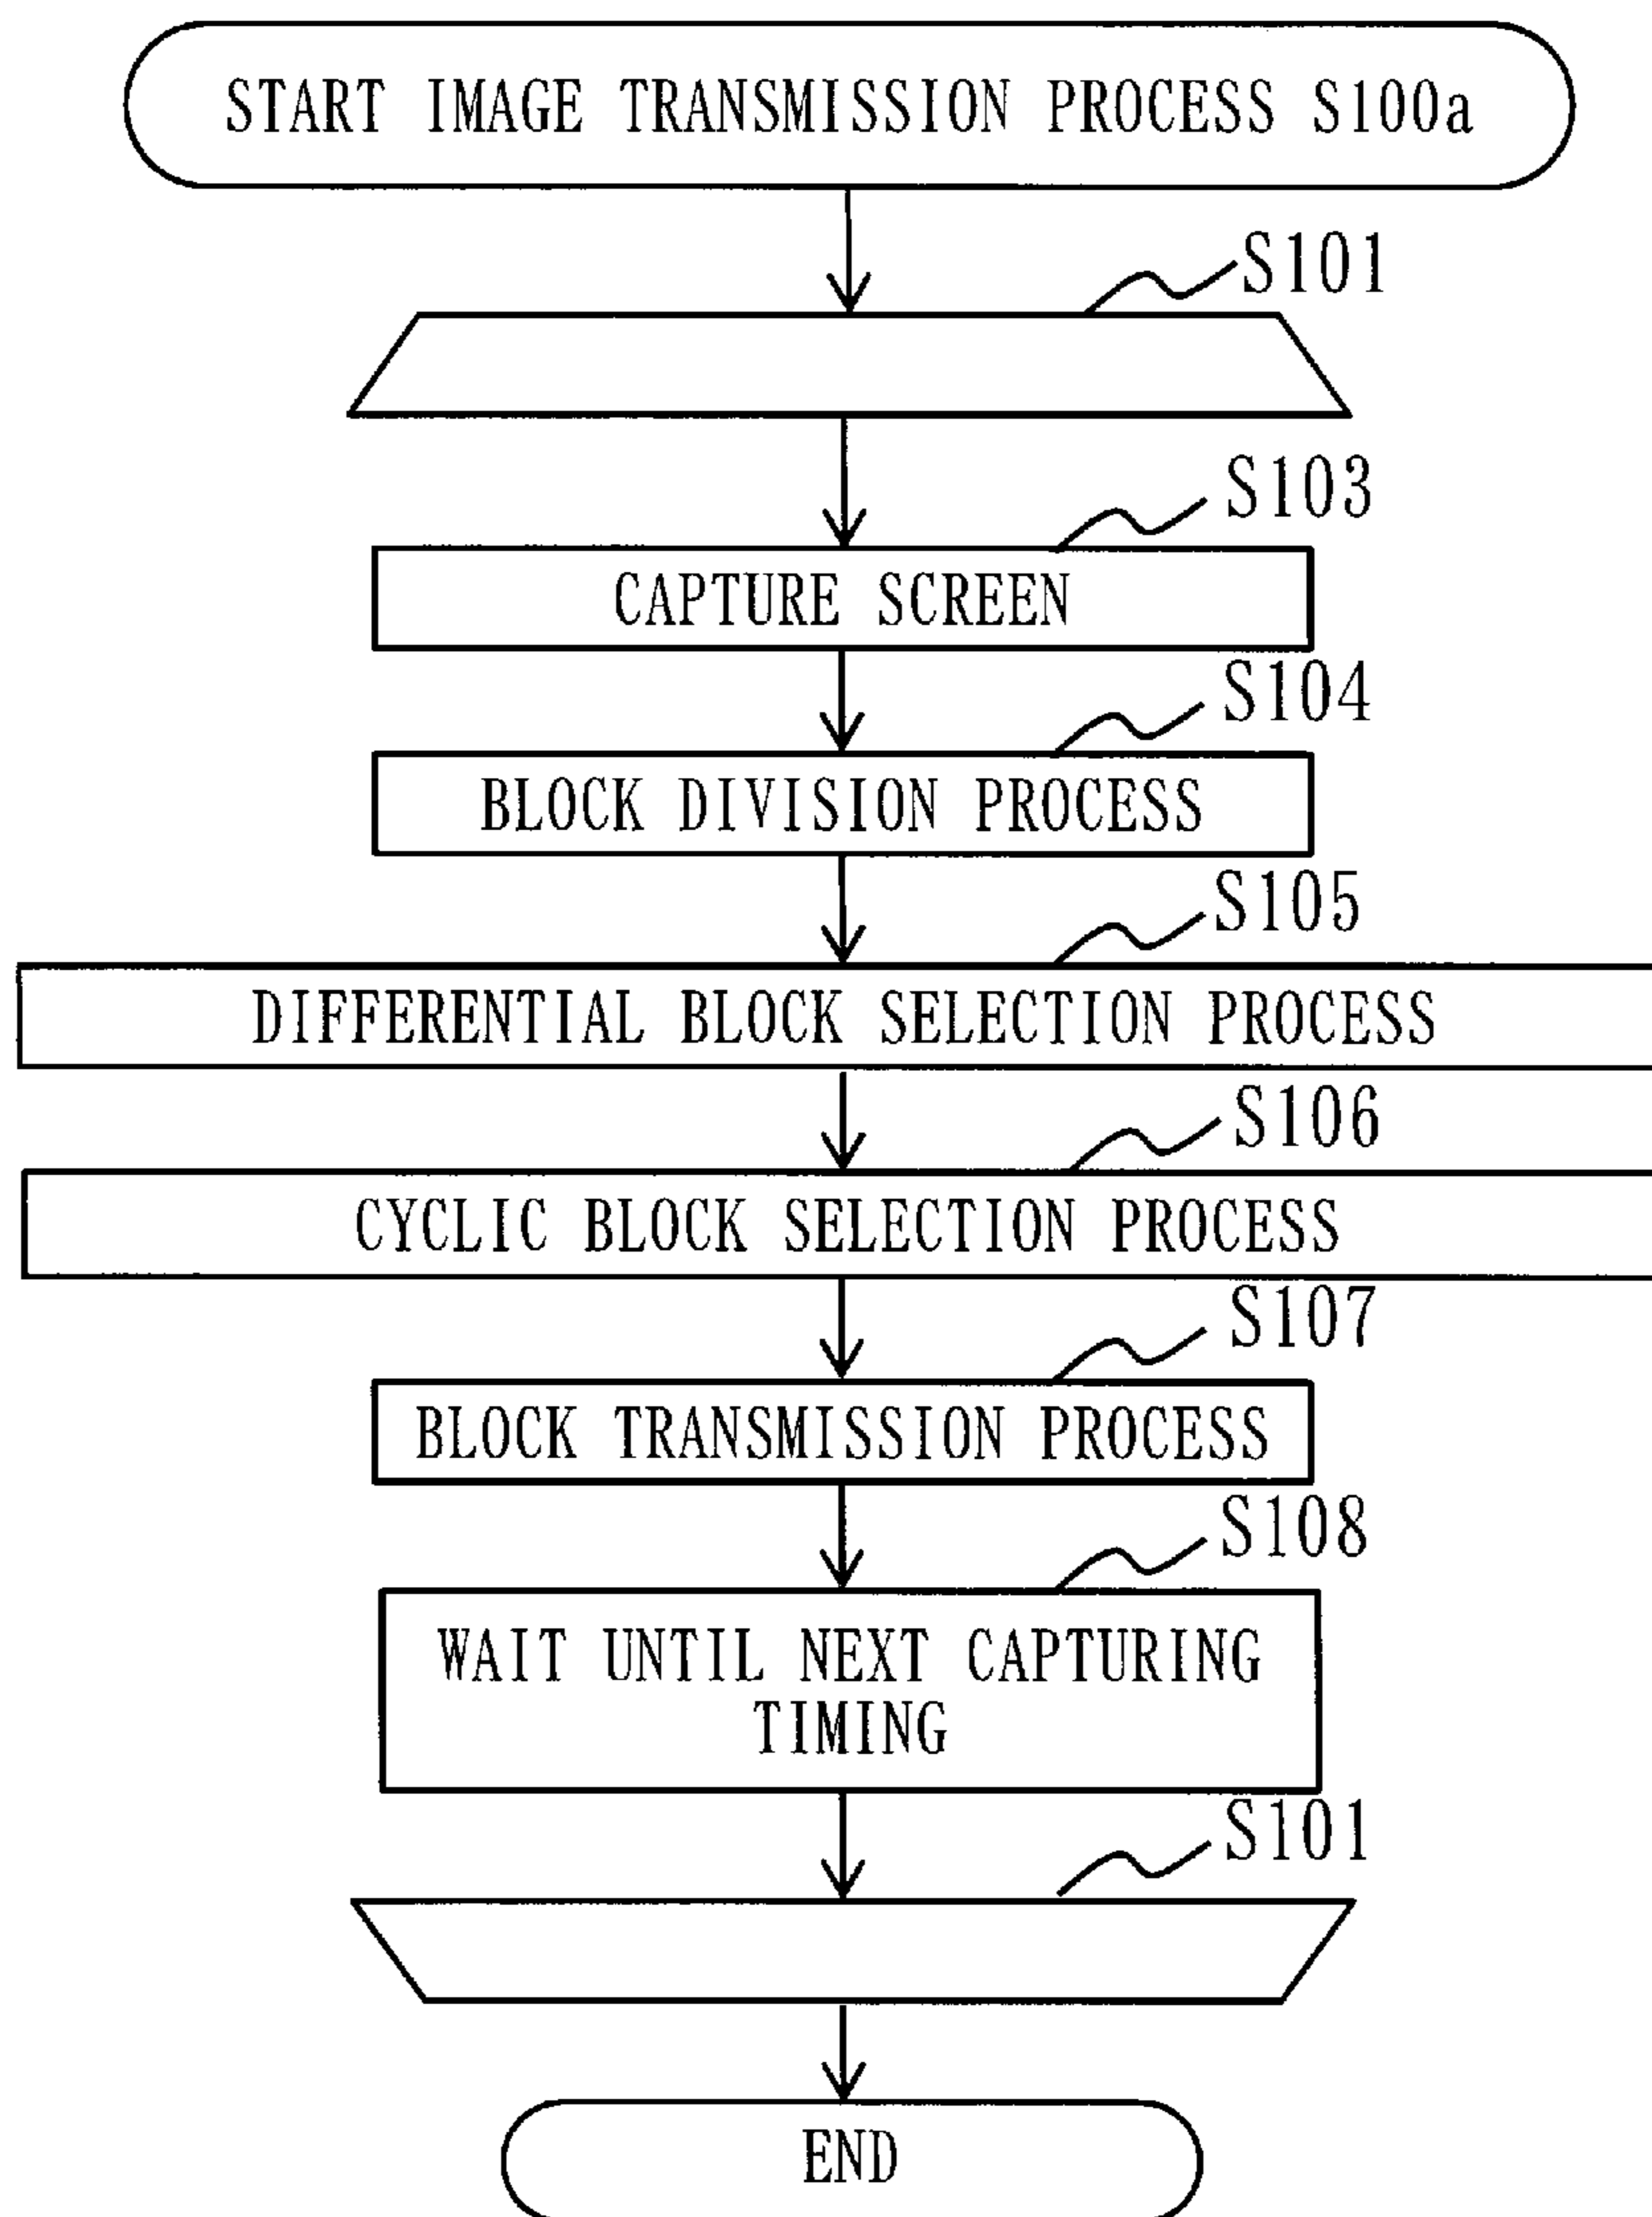 START IMAGE TRANSMISSION PROCESS S100a
S101
S103
CAPTURE SCREEN
S104
BLOCK DIVISION PROCESS
S105
DIFFERENTIAL BLOCK SELECTION PROCESS
S106
CYCLIC BLOCK SELECTION PROCESS
S107
BLOCK TRANSMISSION PROCESS
S108
WAIT UNTIL NEXT CAPTURING
TIMING
S101
END